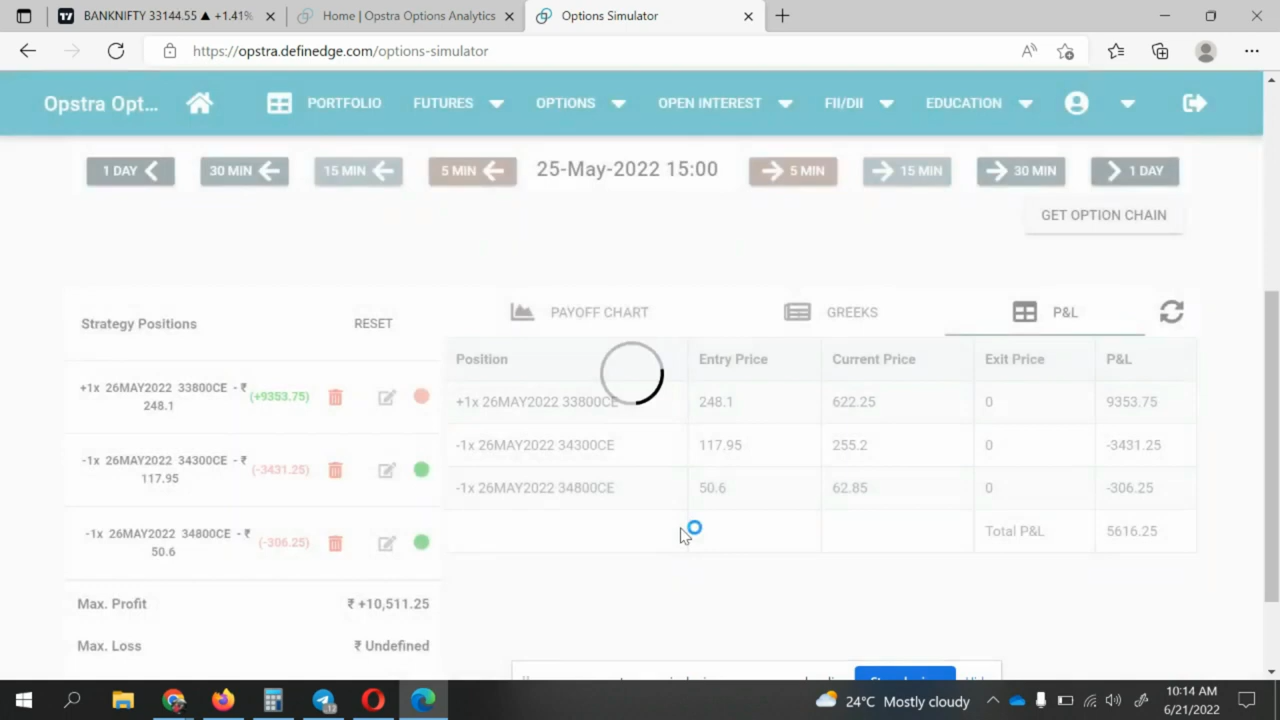 BANKNIFTY 33144.55 ▲ +1.41%
Home | Opstra Options Analytics
Options Simulator
https://opstra.definedge.com/options-simulator
Opstra Opt...
PORTFOLIO
FUTURES
OPTIONS
OPEN INTEREST
FII/DII
EDUCATION
1 DAY
30 MIN
15 MIN
5 MIN
25-May-2022 15:00
5 MIN
15 MIN
30 MIN
1 DAY
GET OPTION CHAIN
Strategy Positions
RESET
PAYOFF CHART
GREEKS
P&L
Position Entry Price Current Price Exit Price P&L
+1x 26MAY2022 33800CE - ₹ 
248.1
(+9353.75)
+1x 26MAY2022 33800CE 248.1 622.25 0 9353.75
-1x 26MAY2022 34300CE - ₹
117.95
(-3431.25)
-1x 26MAY2022 34300CE 117.95 255.2 0 -3431.25
-1x 26MAY2022 34800CE - ₹
50.6
(-306.25)
-1x 26MAY2022 34800CE 50.6 62.85 0 -306.25
Total P&L 5616.25
Max. Profit ₹ +10,511.25
Max. Loss ₹ Undefined
24°C Mostly cloudy
10:14 AM
6/21/2022